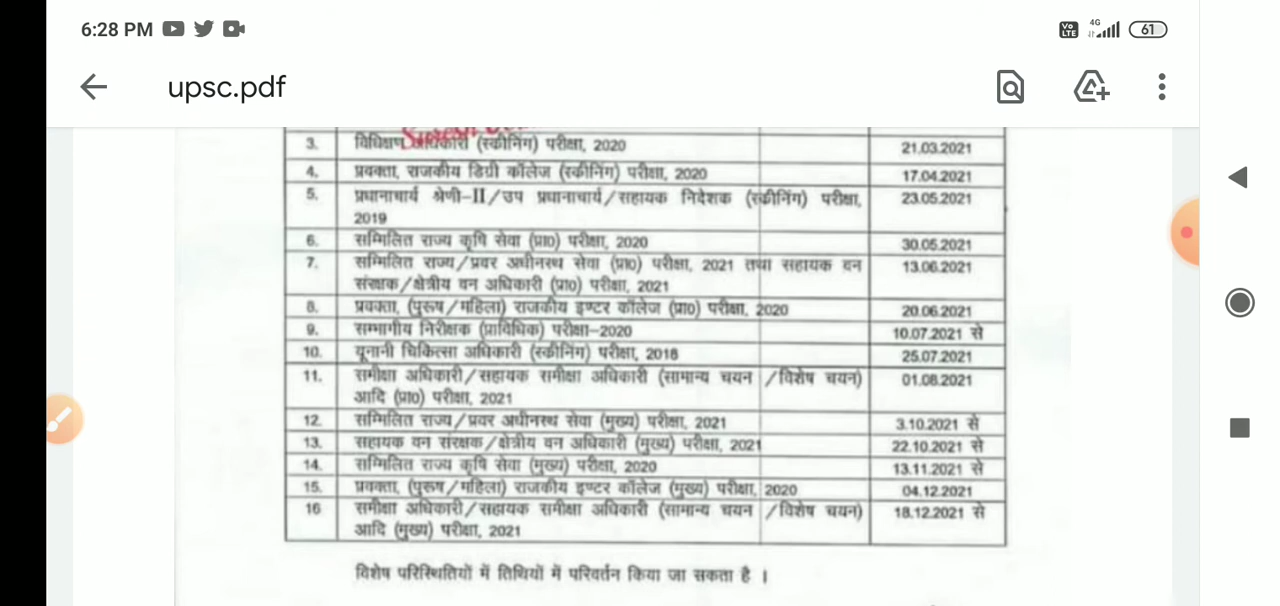 6:28 PM 4G 61
upsc.pdf
3. विधिक्षण अधिकारी (स्कीनिंग) परीक्षा, 2020 21.03.2021
4. प्रवक्ता, राजकीय डिग्री कॉलेज (स्कीनिंग) परीक्षा, 2020 17.04.2021
5. प्रधानाचार्य श्रेणी-II/उप प्रधानाचार्य/सहायक निदेशक (स्कीनिंग) परीक्षा, 23.05.2021
2019
6. सम्मिलित राज्य कृषि सेवा (प्रा0) परीक्षा, 2020 30.05.2021
7. सम्मिलित राज्य/प्रवर अधीनस्थ सेवा (प्रा0) परीक्षा, 2021 तथा सहायक वन 13.06.2021
संरक्षक/क्षेत्रीय वन अधिकारी (प्रा0) परीक्षा, 2021
8. प्रवक्ता, (पुरूष/महिला) राजकीय इण्टर कॉलेज (प्रा0) परीक्षा, 2020 20.06.2021
9. सम्भागीय निरीक्षक (प्राविधिक) परीक्षा-2020 10.07.2021 से
10. यूनानी चिकित्सा अधिकारी (स्कीनिंग) परीक्षा, 2018 25.07.2021
11. समीक्षा अधिकारी/सहायक समीक्षा अधिकारी (सामान्य चयन /विशेष चयन) 01.08.2021
आदि (प्रा0) परीक्षा, 2021
12. सम्मिलित राज्य/प्रवर अधीनस्थ सेवा (मुख्य) परीक्षा, 2021 3.10.2021 से
13. सहायक वन संरक्षक/क्षेत्रीय वन अधिकारी (मुख्य) परीक्षा, 2021 22.10.2021 से
14. सम्मिलित राज्य कृषि सेवा (मुख्य) परीक्षा, 2020 13.11.2021 से
15. प्रवक्ता, (पुरूष/महिला) राजकीय इण्टर कॉलेज (मुख्य) परीक्षा, 2020 04.12.2021
16 समीक्षा अधिकारी/सहायक समीक्षा अधिकारी (सामान्य चयन /विशेष चयन) 18.12.2021 से
आदि (मुख्य) परीक्षा, 2021
विशेष परिस्थितियों में तिथियों में परिवर्तन किया जा सकता है ।